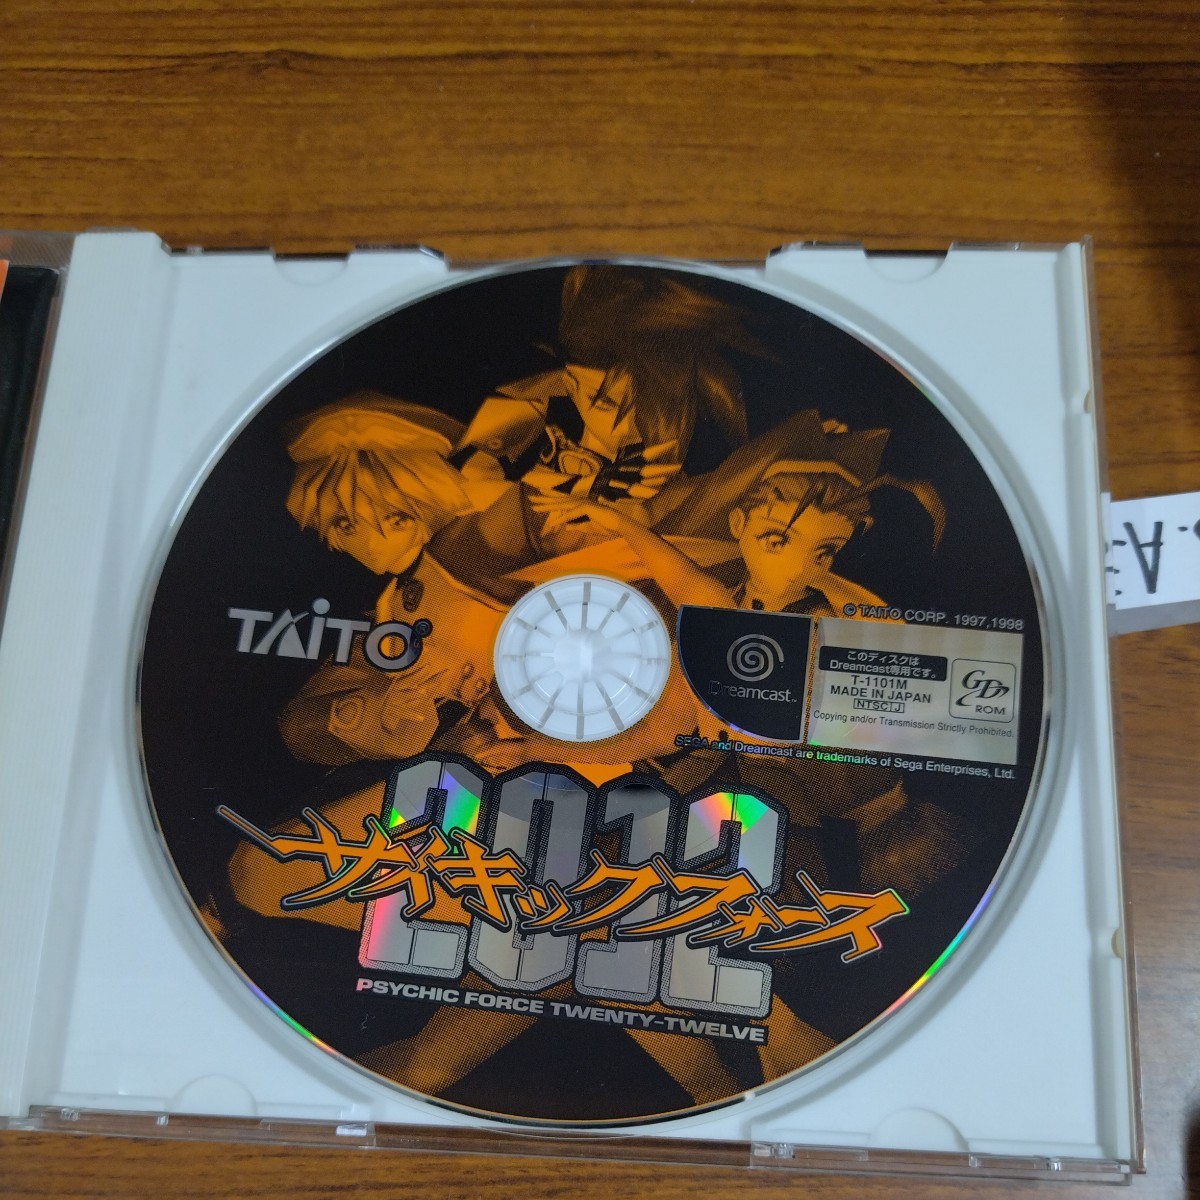 © TAITO CORP. 1997,1998
TAiTO®
Dreamcast™
このディスクは
Dreamcast専用です。
T-1101M
MADE IN JAPAN
NTSC J
Copying and/or Transmission Strictly Prohibited.
GD
ROM
SEGA and Dreamcast are trademarks of Sega Enterprises, Ltd.
2012
サイキックフォース
PSYCHIC FORCE TWENTY-TWELVE